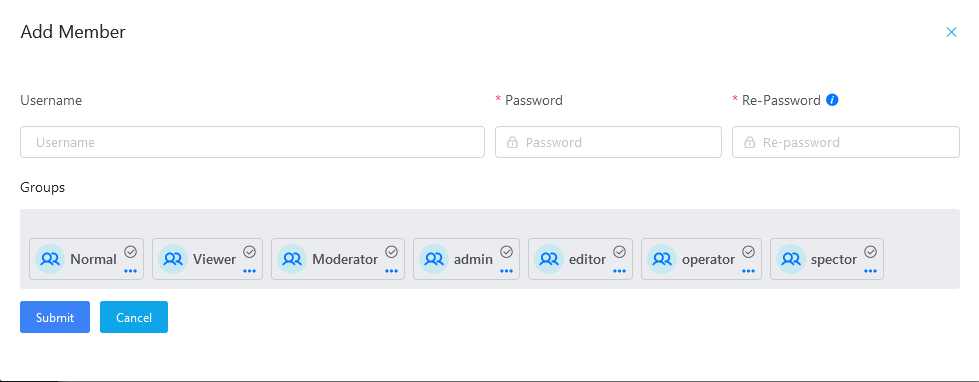 Add Member
Username
* Password
* Re-Password
Username
Password
Re-password
Groups
Normal
Viewer
Moderator
admin
editor
operator
spector
Submit
Cancel